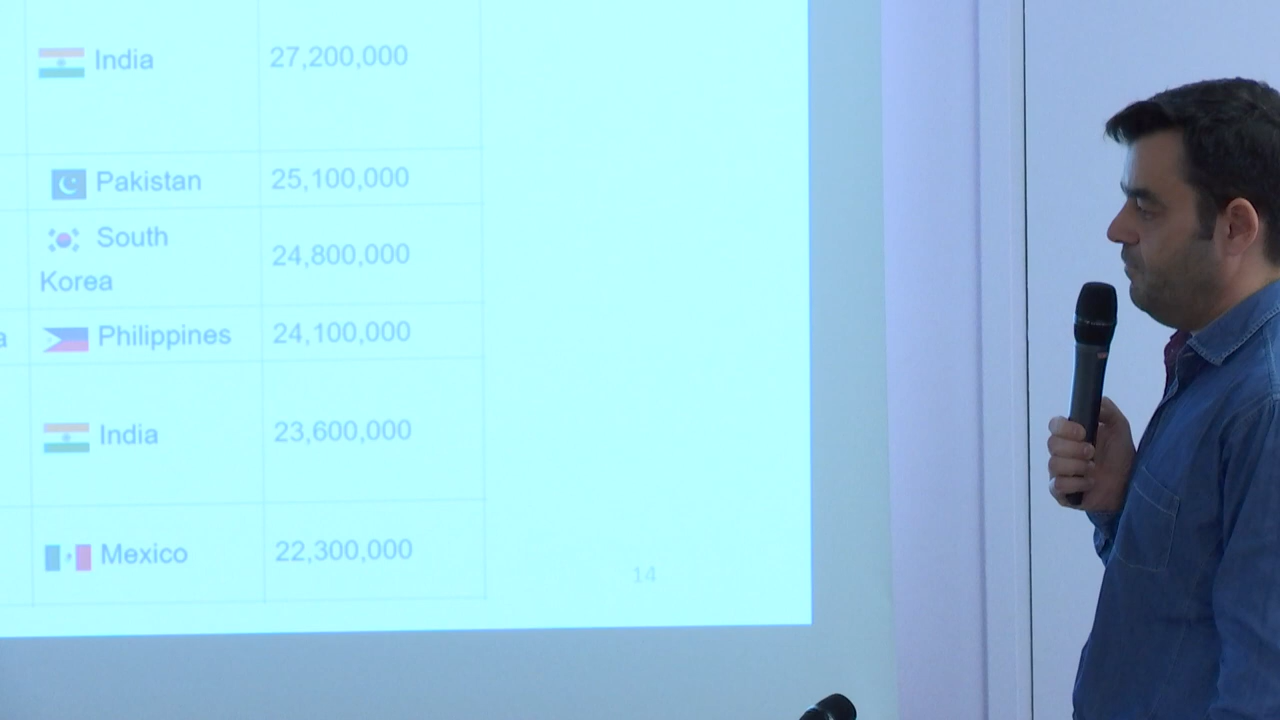 India 27,200,000
Pakistan 25,100,000
South
Korea 24,800,000
a Philippines 24,100,000
India 23,600,000
Mexico 22,300,000
14